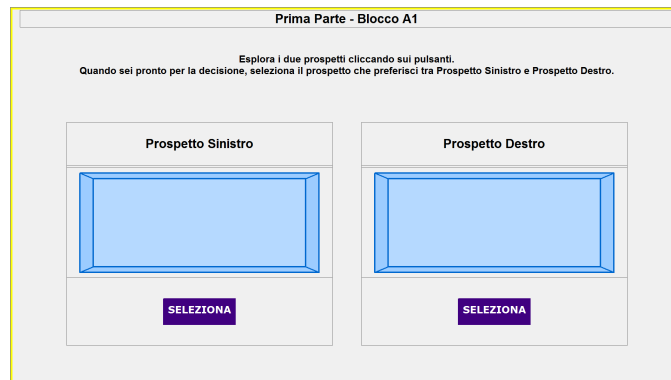 Prima Parte - Blocco A1
Esplora i due prospetti cliccando sui pulsanti.
Quando sei pronto per la decisione, seleziona il prospetto che preferisci tra Prospetto Sinistro e Prospetto Destro.
Prospetto Sinistro
Prospetto Destro
SELEZIONA
SELEZIONA